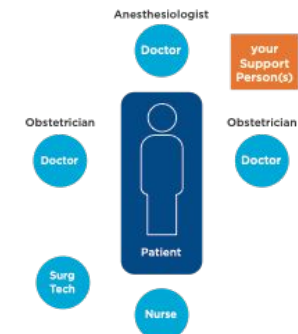 Anesthesiologist
Doctor
your
Support
Person(s)
Obstetrician
Doctor
Obstetrician
Doctor
Patient
Surg
Tech
Nurse